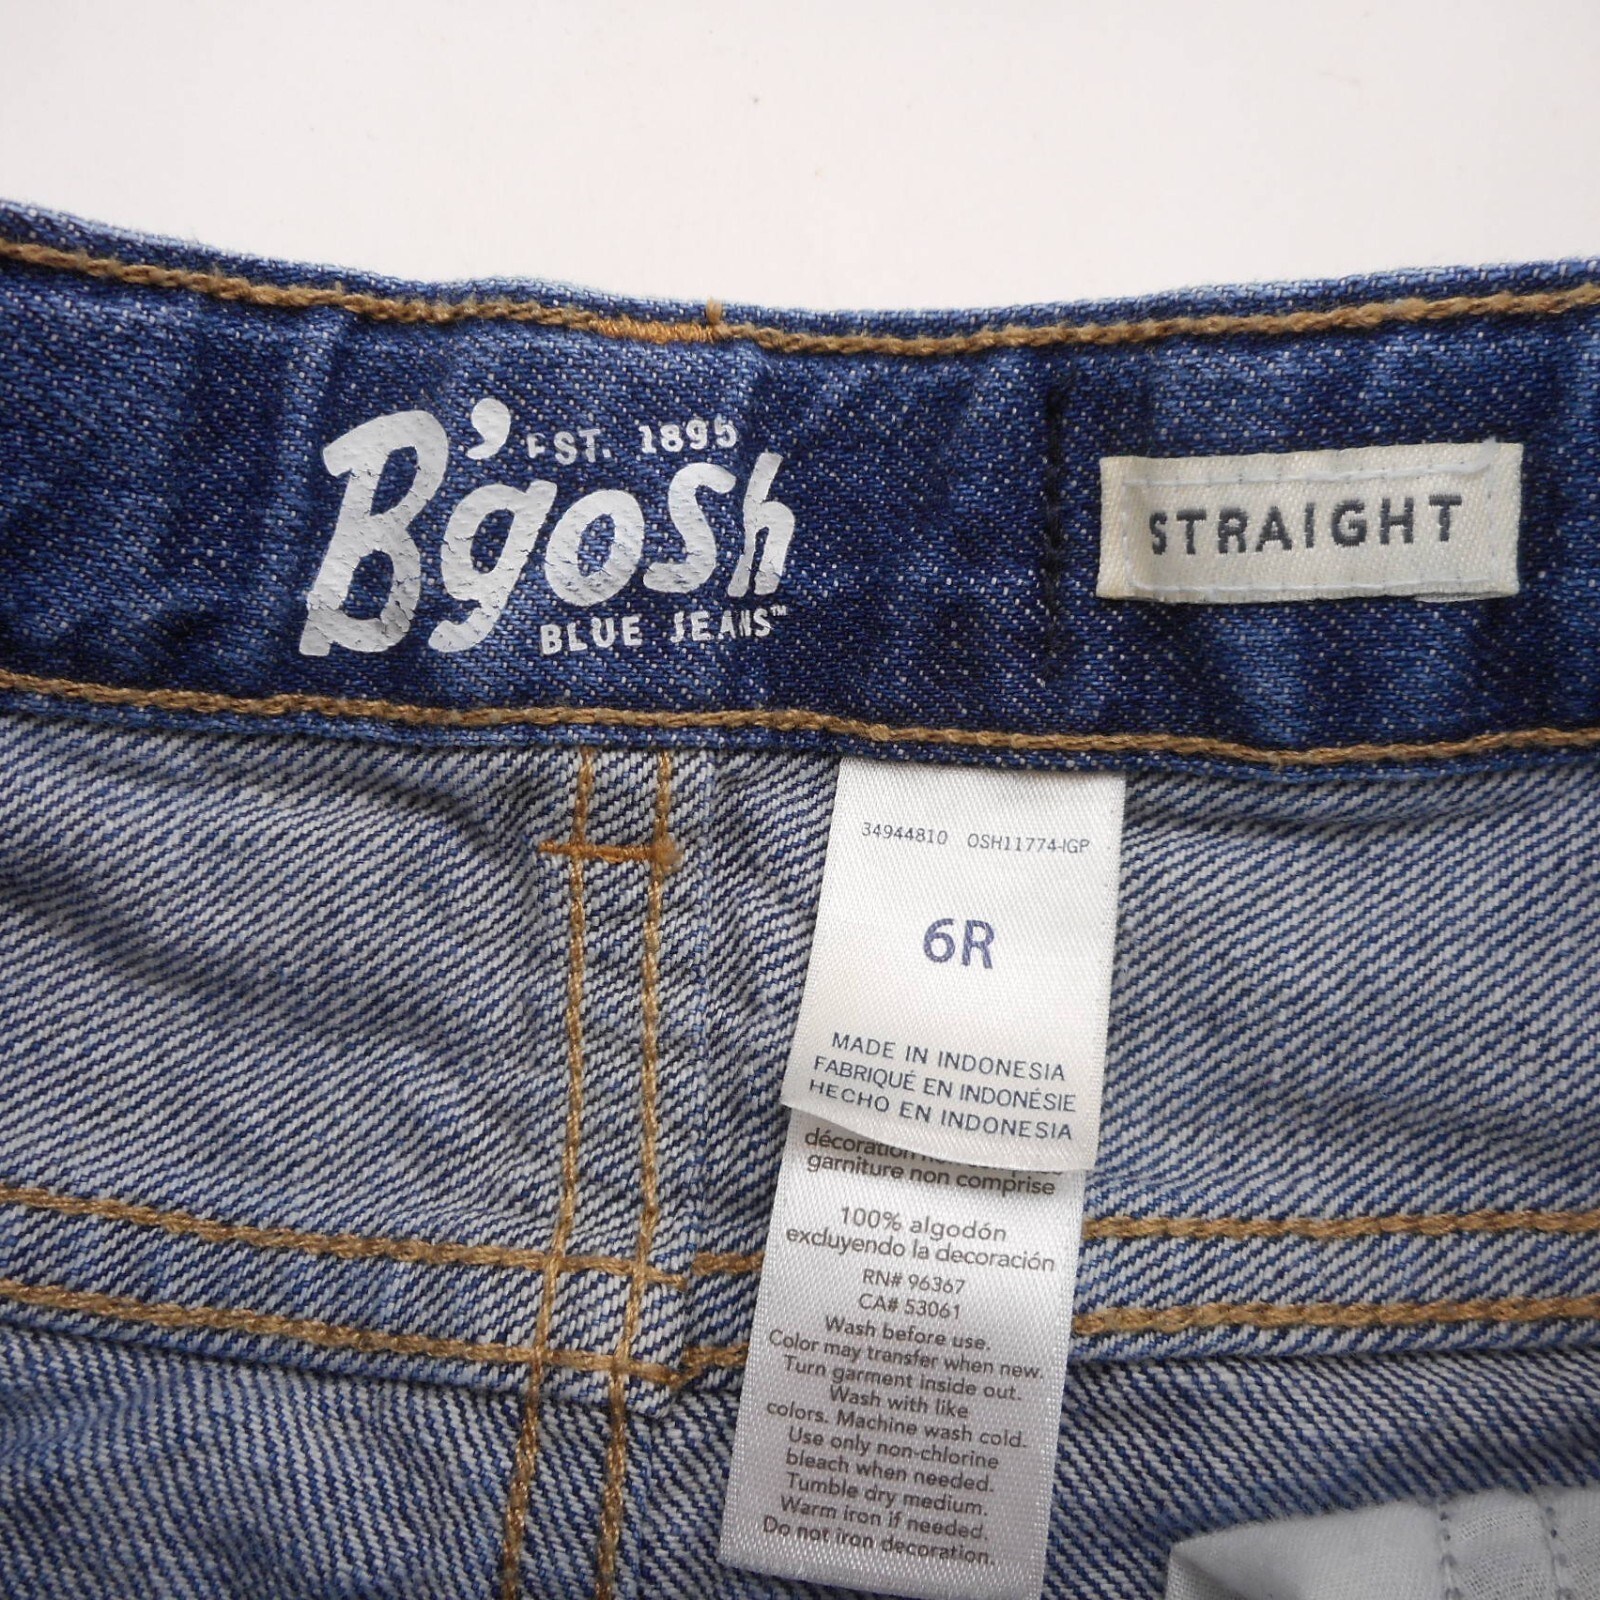 EST. 1895
B'gosh
BLUE JEANS™
STRAIGHT
34944810 OSH11774-IGP
6R
MADE IN INDONESIA
FABRIQUÉ EN INDONÉSIE
HECHO EN INDONESIA
décoration
garniture non comprise
100% algodón
excluyendo la decoración
RN# 96367
CA# 53061
Wash before use.
Color may transfer when new.
Turn garment inside out.
Wash with like
colors. Machine wash cold.
Use only non-chlorine
bleach when needed.
Tumble dry medium.
Warm iron if needed.
Do not iron decoration.